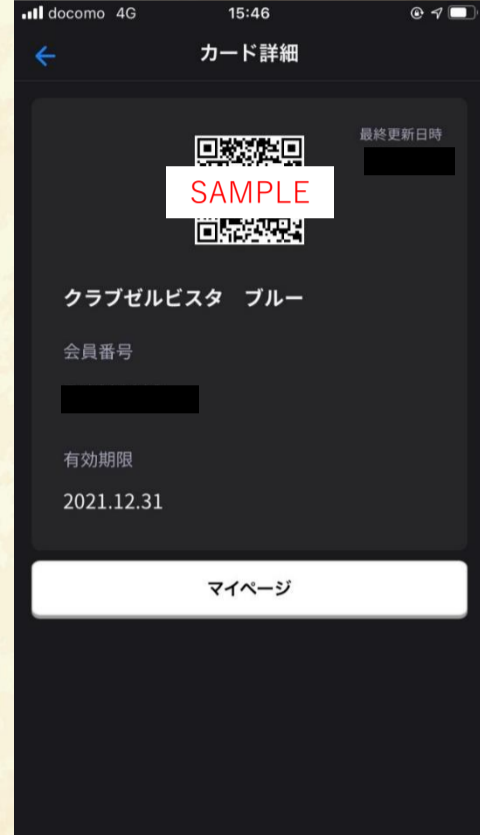 docomo 4G 15:46
カード詳細
最終更新日時
SAMPLE
クラブゼルビスタ　ブルー
会員番号
有効期限
2021.12.31
マイページ